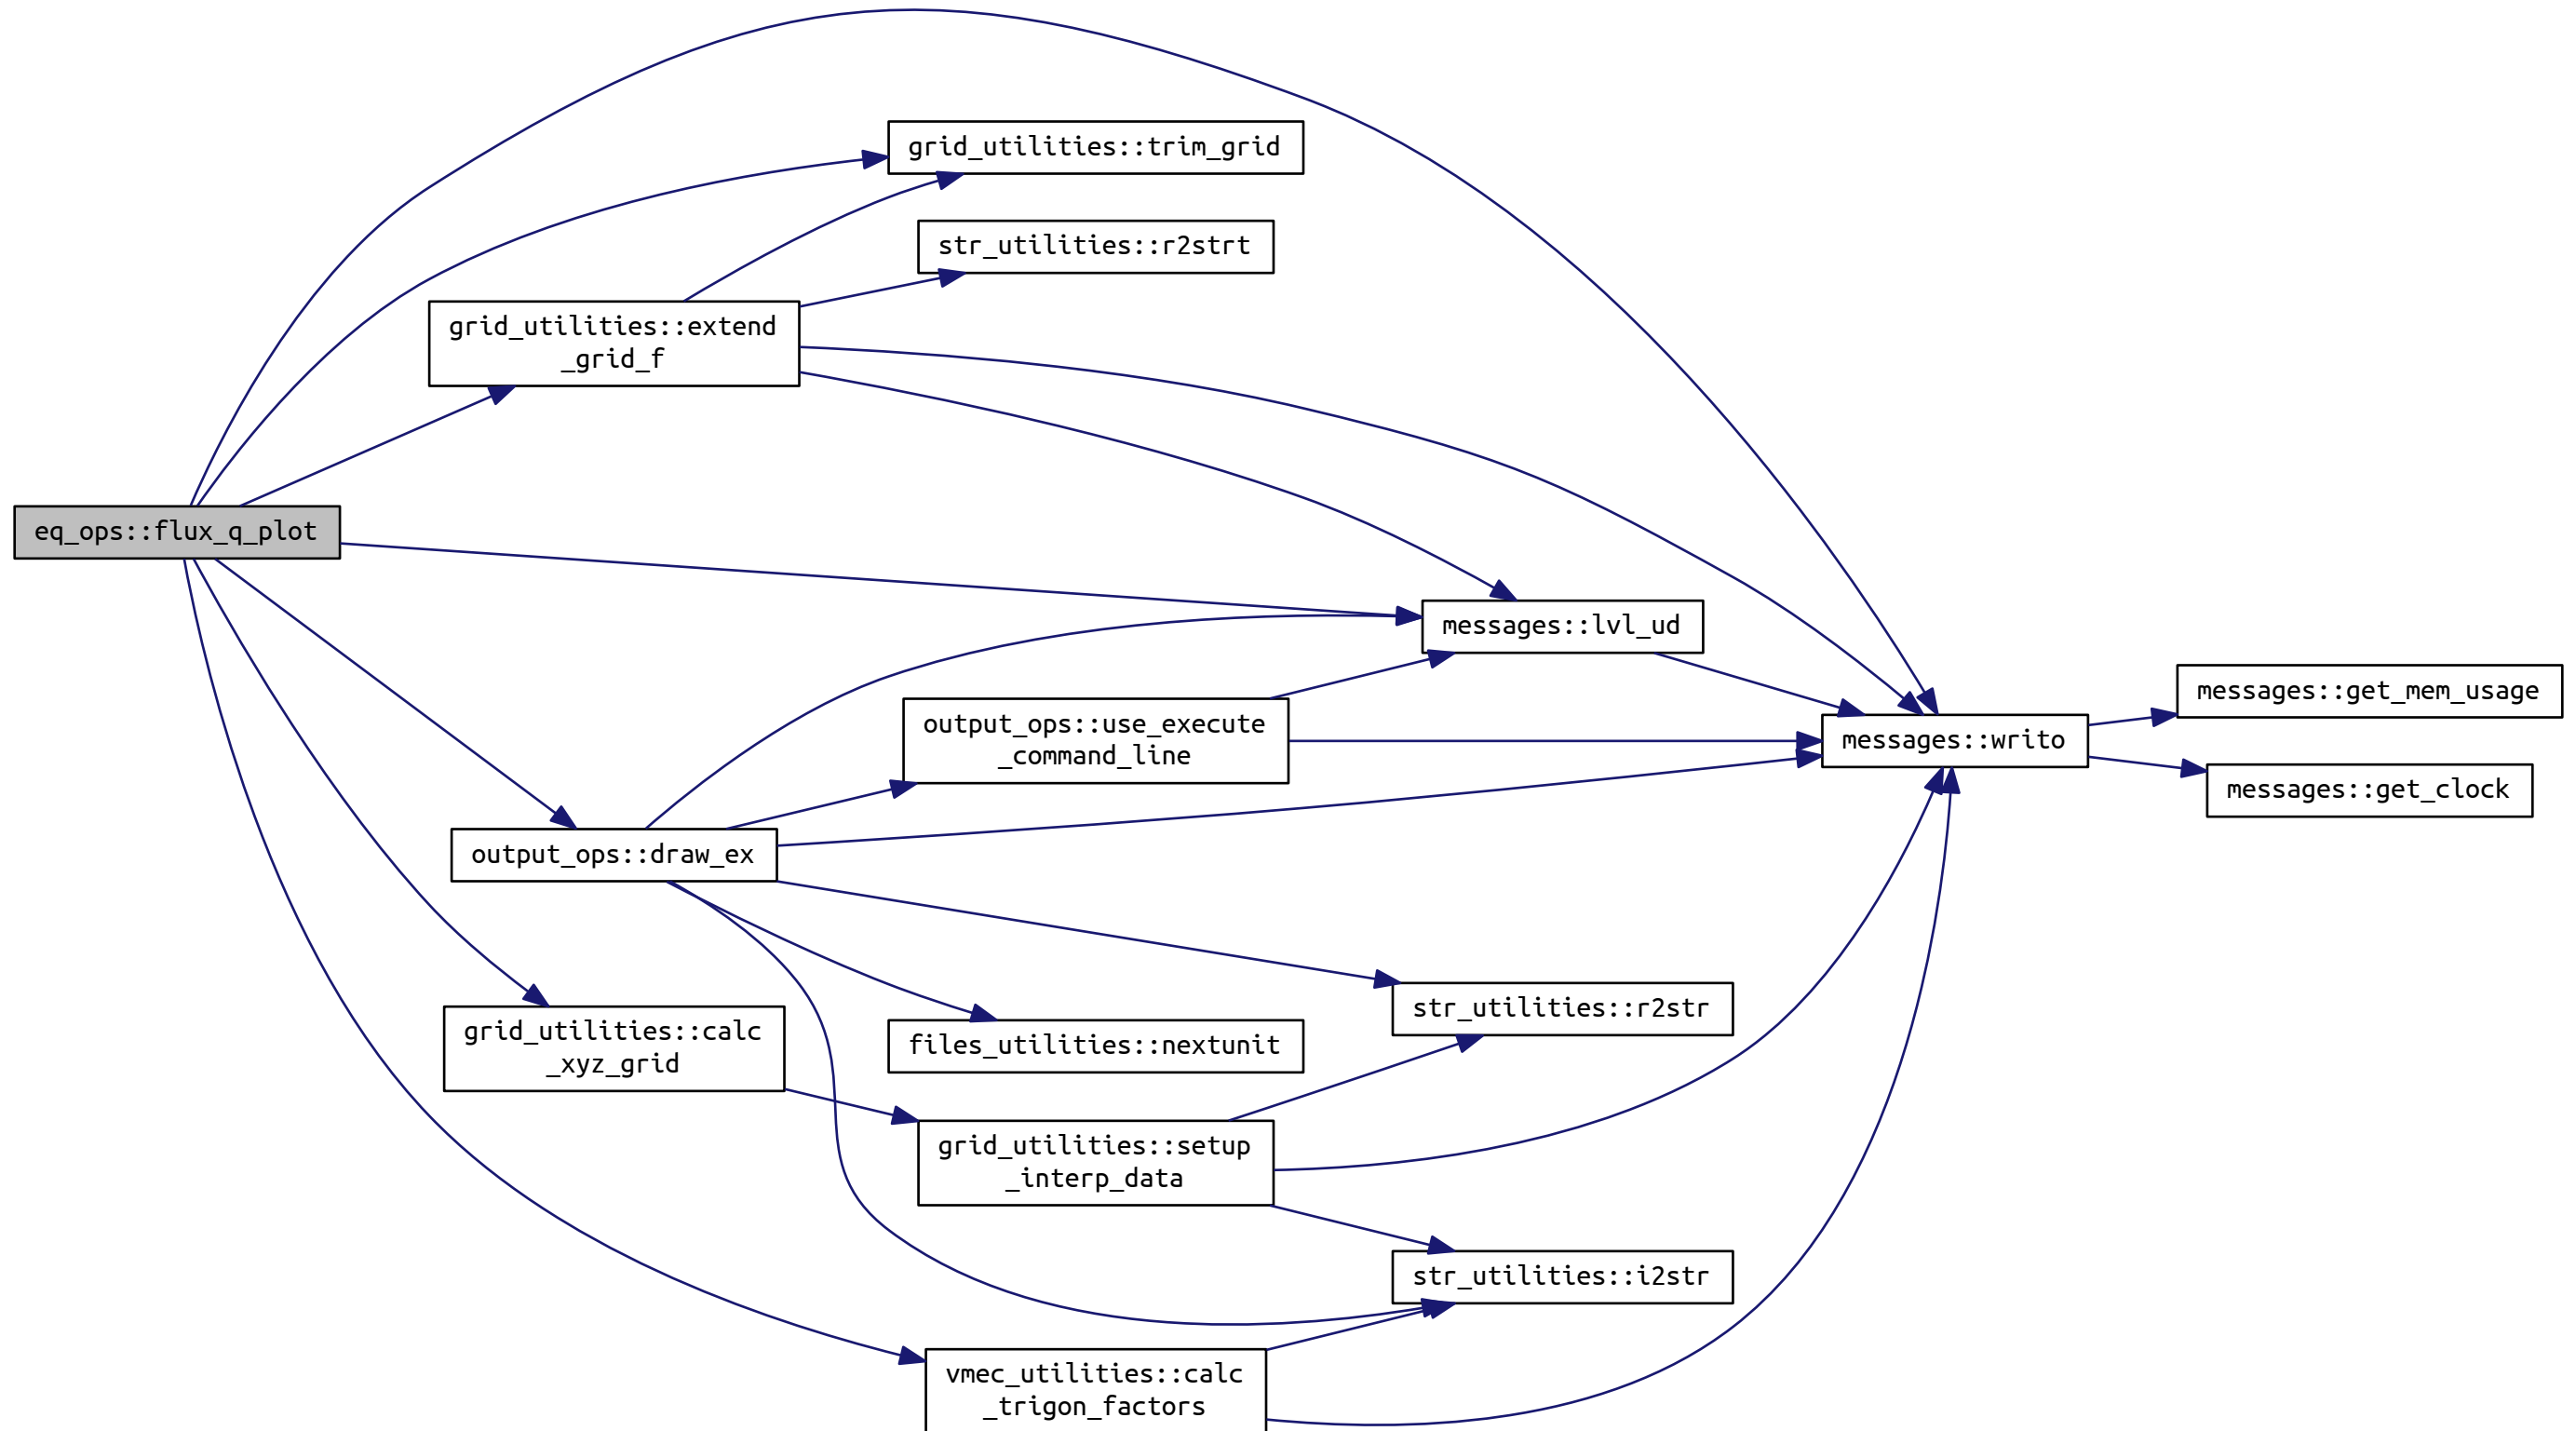 grid_utilities::trim_grid
str_utilities::r2strt
grid_utilities::extend
_grid_f
eq_ops::flux_q_plot
messages::lvl_ud
output_ops::use_execute
_command_line
messages::writo
messages::get_mem_usage
messages::get_clock
output_ops::draw_ex
str_utilities::r2str
files_utilities::nextunit
grid_utilities::calc
_xyz_grid
grid_utilities::setup
_interp_data
str_utilities::i2str
vmec_utilities::calc
_trigon_factors